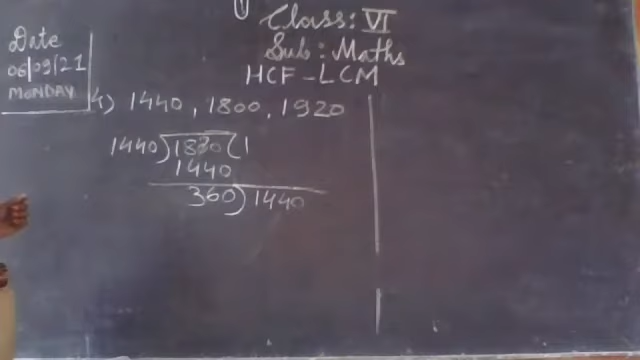 Class: VI
Sub: Maths
HCF-LCM
Date
06/09/21
MONDAY
1440, 1800, 1920
1440) 1800 (1
1440
360) 1440